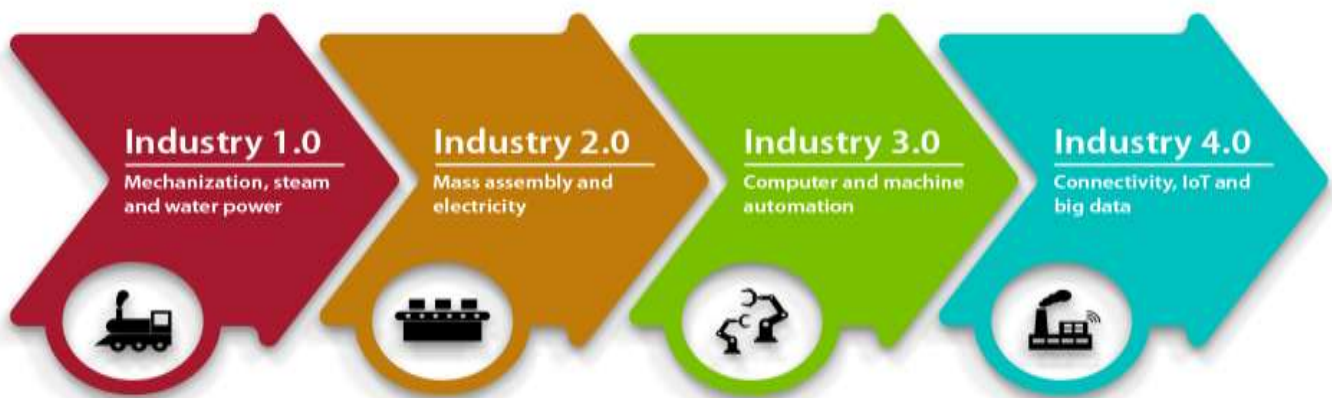 Industry 1.0
Mechanization, steam
and water power
Industry 2.0
Mass assembly and
electricity
Industry 3.0
Computer and machine
automation
Industry 4.0
Connectivity, IoT and
big data